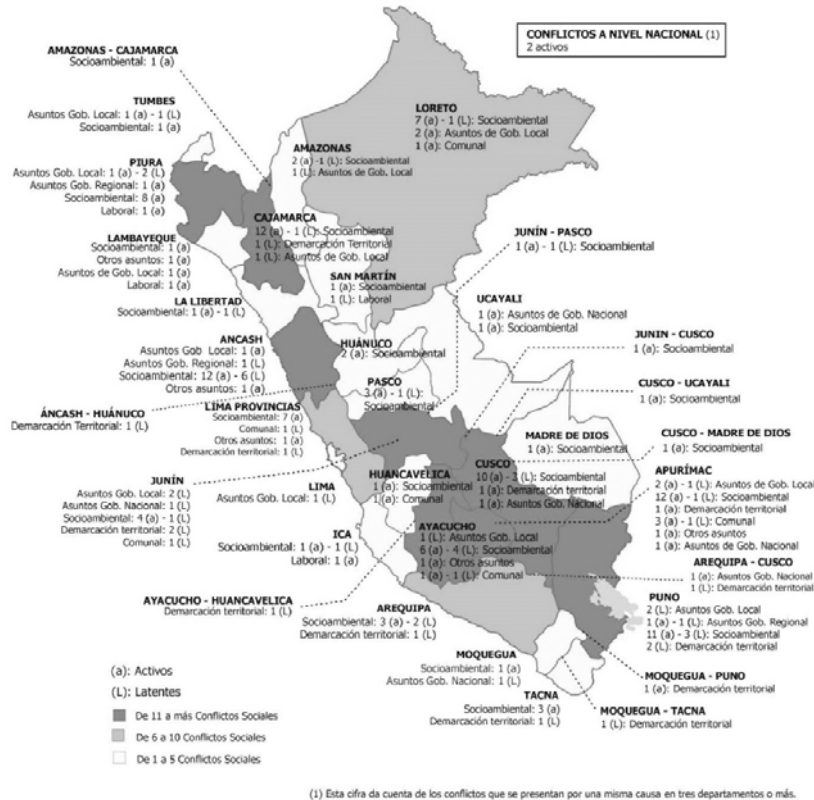 CONFLICTOS A NIVEL NACIONAL (1)
2 activos
AMAZONAS - CAJAMARCA
Socioambiental: 1 (a)
TUMBES
Asuntos Gob. Local: 1 (a) - 1 (L)
Socioambiental: 1 (a)
LORETO
7 (a) - 1 (L): Socioambiental
2 (a): Asuntos de Gob. Local
1 (a): Comunal
AMAZONAS
2 (a) -1 (L): Socioambiental
1 (L): Asuntos de Gob. Local
PIURA
Asuntos Gob. Local: 1 (a) - 2 (L)
Asuntos Gob. Regional: 1 (a)
Socioambiental: 8 (a)
Laboral: 1 (a)
CAJAMARCA
12 (a) - 1 (L): Socioambiental
1 (L): Demarcación Territorial
1 (L): Asuntos de Gob. Local
LAMBAYEQUE
Socioambiental: 1 (a)
Otros asuntos: 1 (a)
Asuntos de Gob. Local: 1 (a)
Laboral: 1 (a)
JUNÍN - PASCO
1 (a) - 1 (L): Socioambiental
SAN MARTÍN
1 (a): Socioambiental
1 (L): Laboral
LA LIBERTAD
Socioambiental: 1 (a) - 1 (L)
UCAYALI
1 (a): Asuntos de Gob. Nacional
1 (a): Socioambiental
ANCASH
Asuntos Gob Local: 1 (a)
Asuntos Gob. Regional: 1 (L)
Socioambiental: 12 (a) - 6 (L)
Otros asuntos: 1 (a)
HUÁNUCO
2 (a): Socioambiental
JUNIN - CUSCO
1 (a): Socioambiental
PASCO
3 (a) - 1 (L):
Socioambiental
CUSCO - UCAYALI
1 (a): Socioambiental
ÁNCASH - HUÁNUCO
Demarcación Territorial: 1 (L)
LIMA PROVINCIAS
Socioambiental: 7 (a)
Comunal: 1 (L)
Otros asuntos: 1 (a)
Demarcación territorial: 1 (L)
MADRE DE DIOS
1 (a): Socioambiental
CUSCO - MADRE DE DIOS
1 (a): Socioambiental
JUNÍN
Asuntos Gob. Local: 2 (L)
Asuntos Gob. Nacional: 1 (L)
Socioambiental: 4 (a) - 1 (L)
Demarcación territorial: 2 (L)
Comunal: 1 (L)
LIMA
Asuntos Gob. Local: 1 (L)
HUANCAVELICA
1 (a): Socioambiental
1 (a): Comunal
CUSCO
10 (a) - 3 (L): Socioambiental
1 (a): Demarcación territorial
1 (a): Asuntos Gob. Nacional
APURÍMAC
2 (a) - 1 (L): Asuntos de Gob. Local
12 (a) - 1 (L): Socioambiental
1 (a): Demarcación territorial
3 (a) - 1 (L): Comunal
1 (a): Otros asuntos
1 (a): Asuntos de Gob. Nacional
ICA
Socioambiental: 1 (a) - 1 (L)
Laboral: 1 (a)
AYACUCHO
1 (L): Asuntos Gob. Local
6 (a) - 4 (L): Socioambiental
1 (a): Otros asuntos
1 (a) - 1 (L): Comunal
AREQUIPA - CUSCO
1 (a): Asuntos Gob. Nacional
1 (L): Demarcación territorial
AYACUCHO - HUANCAVELICA
Demarcación territorial: 1 (L)
AREQUIPA
Socioambiental: 3 (a) - 2 (L)
Demarcación territorial: 1 (L)
PUNO
2 (L): Asuntos Gob. Local
1 (a) - 1 (L): Asuntos Gob. Regional
11 (a) - 3 (L): Socioambiental
2 (L): Demarcación territorial
MOQUEGUA
Socioambiental: 1 (a)
Asuntos Gob. Nacional: 1 (L)
MOQUEGUA - PUNO
1 (a): Demarcación territorial
TACNA
Socioambiental: 3 (a)
Demarcación territorial: 1 (L)
MOQUEGUA - TACNA
1 (L): Demarcación territorial
(a): Activos
(L): Latentes
De 11 a más Conflictos Sociales
De 6 a 10 Conflictos Sociales
De 1 a 5 Conflictos Sociales
(1) Esta cifra da cuenta de los conflictos que se presentan por una misma causa en tres departamentos o más.